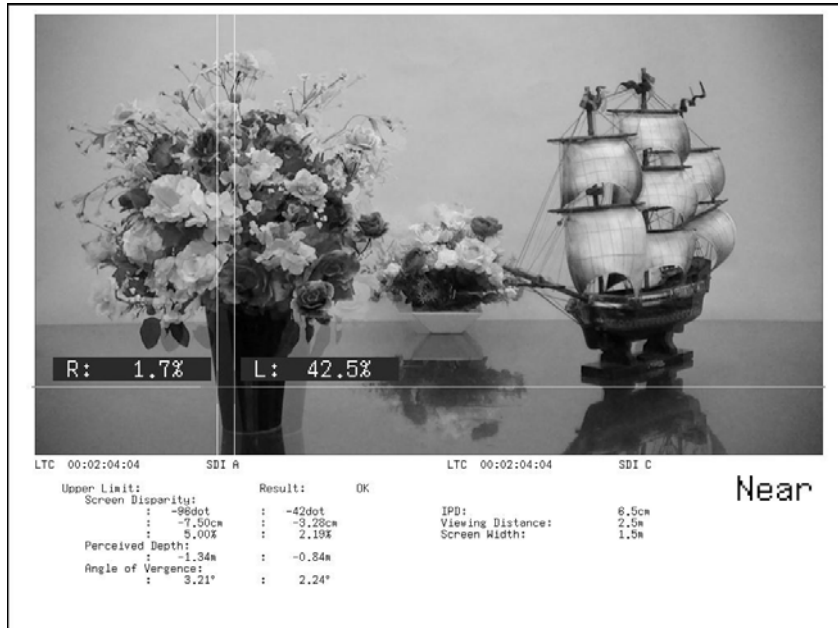 R: 1.7% L: 42.5%
LTC 00:02:04:04 SDI A LTC 00:02:04:04 SDI C
Near
Upper Limit: Result: OK
Screen Disparity:
: -96dot : -42dot IPD: 6.5cm
: -7.50cm : -3.28cm Viewing Distance: 2.5m
: 5.00% : 2.19% Screen Width: 1.5m
Perceived Depth:
: -1.34m : -0.84m
Angle of Vergence:
: 3.21° : 2.24°